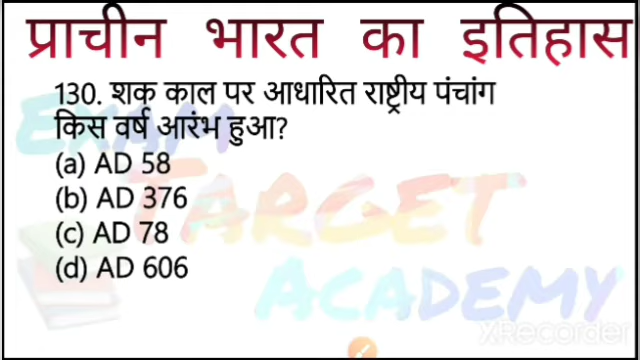 प्राचीन भारत का इतिहास
130. शक काल पर आधारित राष्ट्रीय पंचांग
किस वर्ष आरंभ हुआ?
(a) AD 58
(b) AD 376
(c) AD 78
(d) AD 606
EXAM
TARGET
ACADEMY
XRecorder